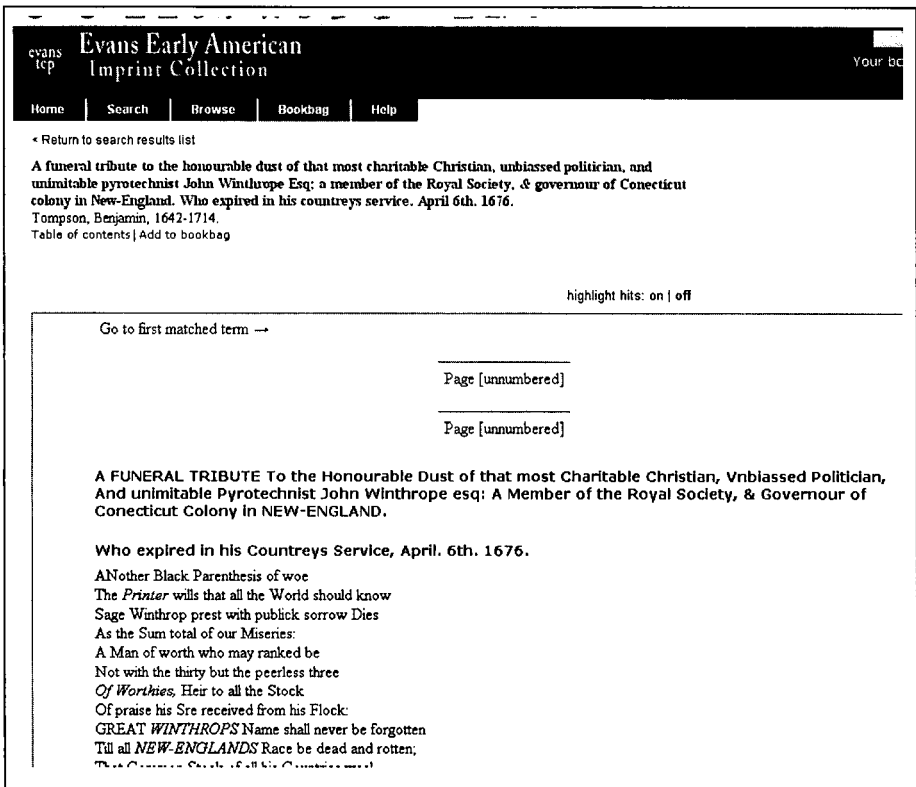 evans Evans Early American
tcp Imprint Collection
Your bo
Home Search Browse Bookbag Help
< Return to search results list
A funeral tribute to the honourable dust of that most charitable Christian, unbiassed politician, and
unimitable pyrotechnist John Winthrope Esq: a member of the Royal Society, & governour of Conecticut
colony in New-England. Who expired in his countreys service. April 6th. 1676.
Tompson, Benjamin, 1642-1714.
Table of contents | Add to bookbag
highlight hits: on | off
Go to first matched term →
Page [unnumbered]
Page [unnumbered]
A FUNERAL TRIBUTE To the Honourable Dust of that most Charitable Christian, Vnbiassed Politician,
And unimitable Pyrotechnist John Winthrope esq: A Member of the Royal Society, & Governour of
Conecticut Colony in NEW-ENGLAND.
Who expired in his Countreys Service, April. 6th. 1676.
ANother Black Parenthesis of woe
The Printer wills that all the World should know
Sage Winthrop prest with publick sorrow Dies
As the Sum total of our Miseries:
A Man of worth who may ranked be
Not with the thirty but the peerless three
Of Worthies, Heir to all the Stock
Of praise his Sre received from his Flock:
GREAT WINTHROPS Name shall never be forgotten
Till all NEW-ENGLANDS Race be dead and rotten;